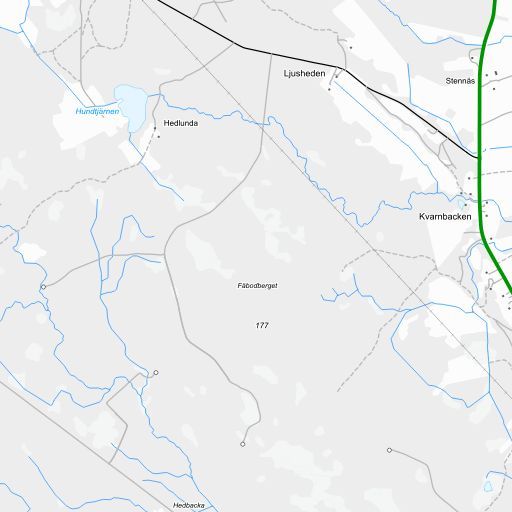 Ljusheden
Stennäs
Hundtjärnen
Hedlunda
Kvarnbacken
Fäbodberget
177
Hedbacka